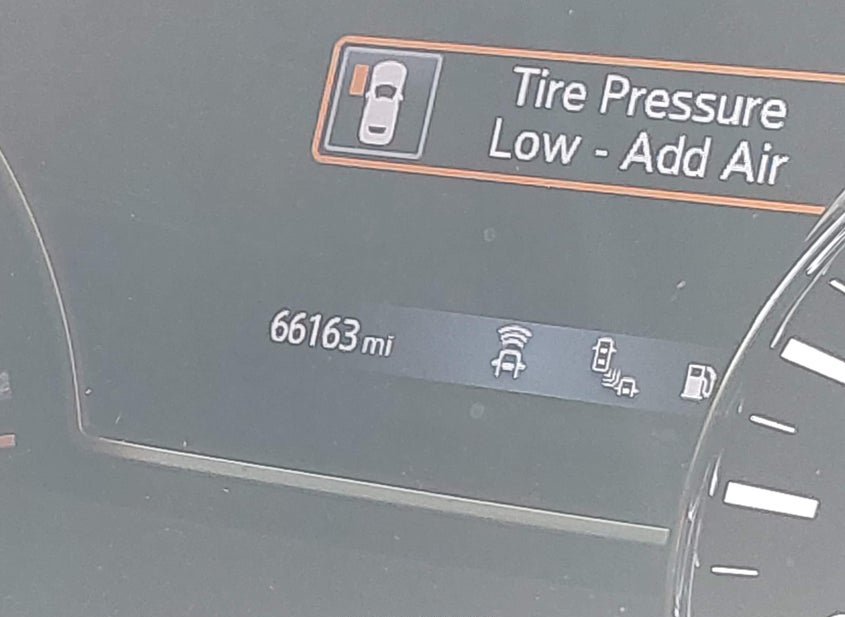 Tire Pressure
Low - Add Air
66163 mi